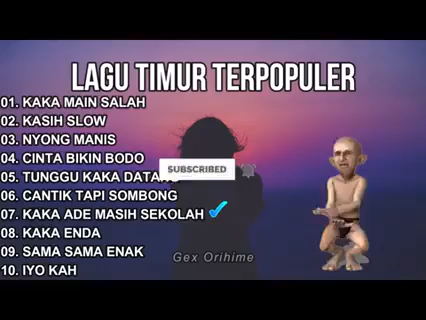 LAGU TIMUR TERPOPULER
01. KAKA MAIN SALAH
02. KASIH SLOW
03. NYONG MANIS
04. CINTA BIKIN BODO
05. TUNGGU KAKA DATANG
SUBSCRIBED
06. CANTIK TAPI SOMBONG
07. KAKA ADE MASIH SEKOLAH
08. KAKA ENDA
09. SAMA SAMA ENAK
10. IYO KAH
Gex Orihime